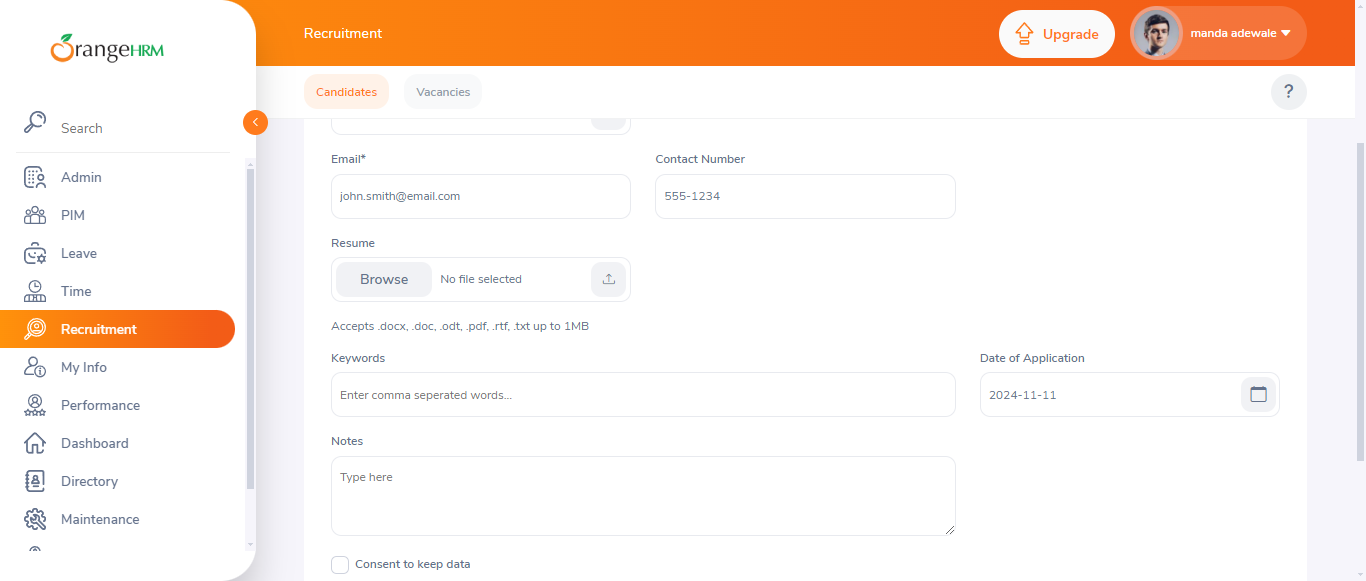 OrangeHRM
Recruitment
Upgrade
manda adewale
Candidates
Vacancies
?
Search
Admin
PIM
Leave
Time
Recruitment
My Info
Performance
Dashboard
Directory
Maintenance
Email*
Contact Number
john.smith@email.com
555-1234
Resume
Browse
No file selected
Accepts .docx, .doc, .odt, .pdf, .rtf, .txt up to 1MB
Keywords
Date of Application
Enter comma seperated words...
2024-11-11
Notes
Type here
Consent to keep data